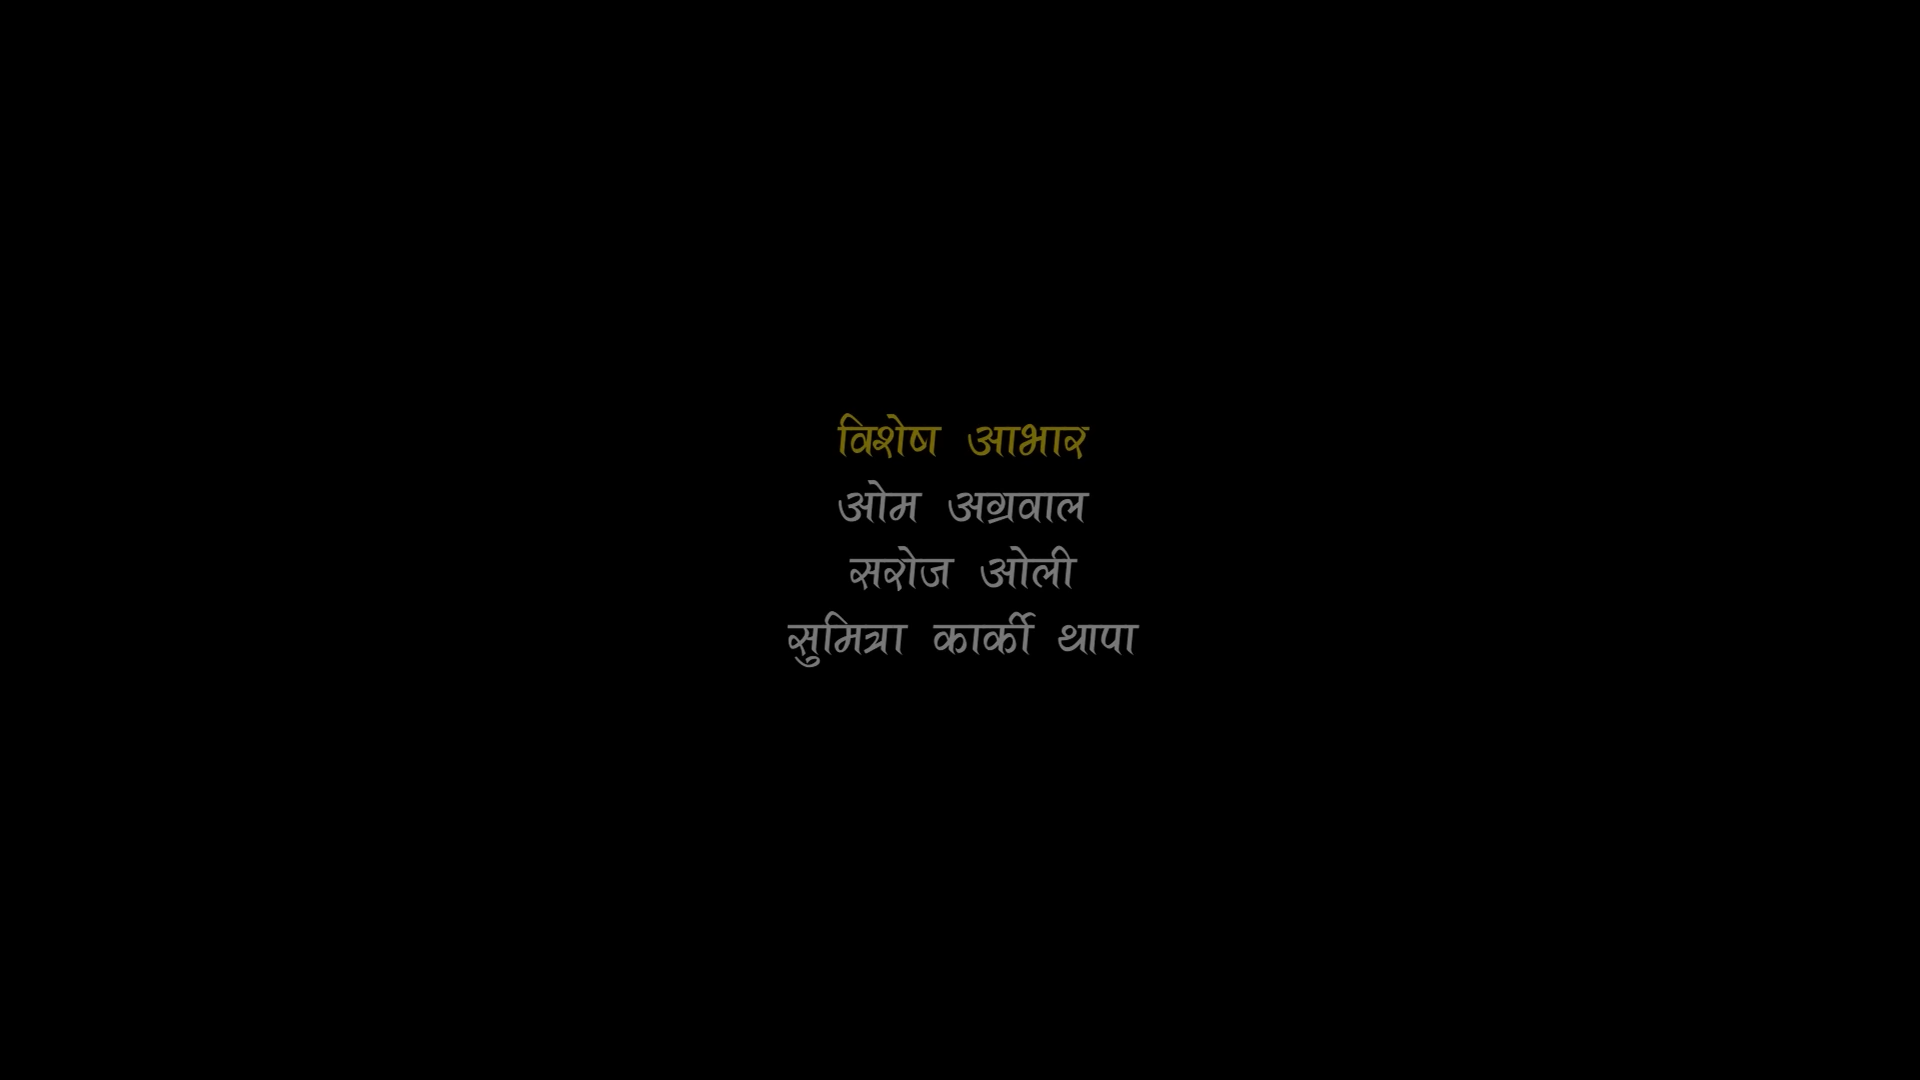 विशेष आभार
ओम अग्रवाल
सरोज ओली
सुमित्रा कार्की थापा